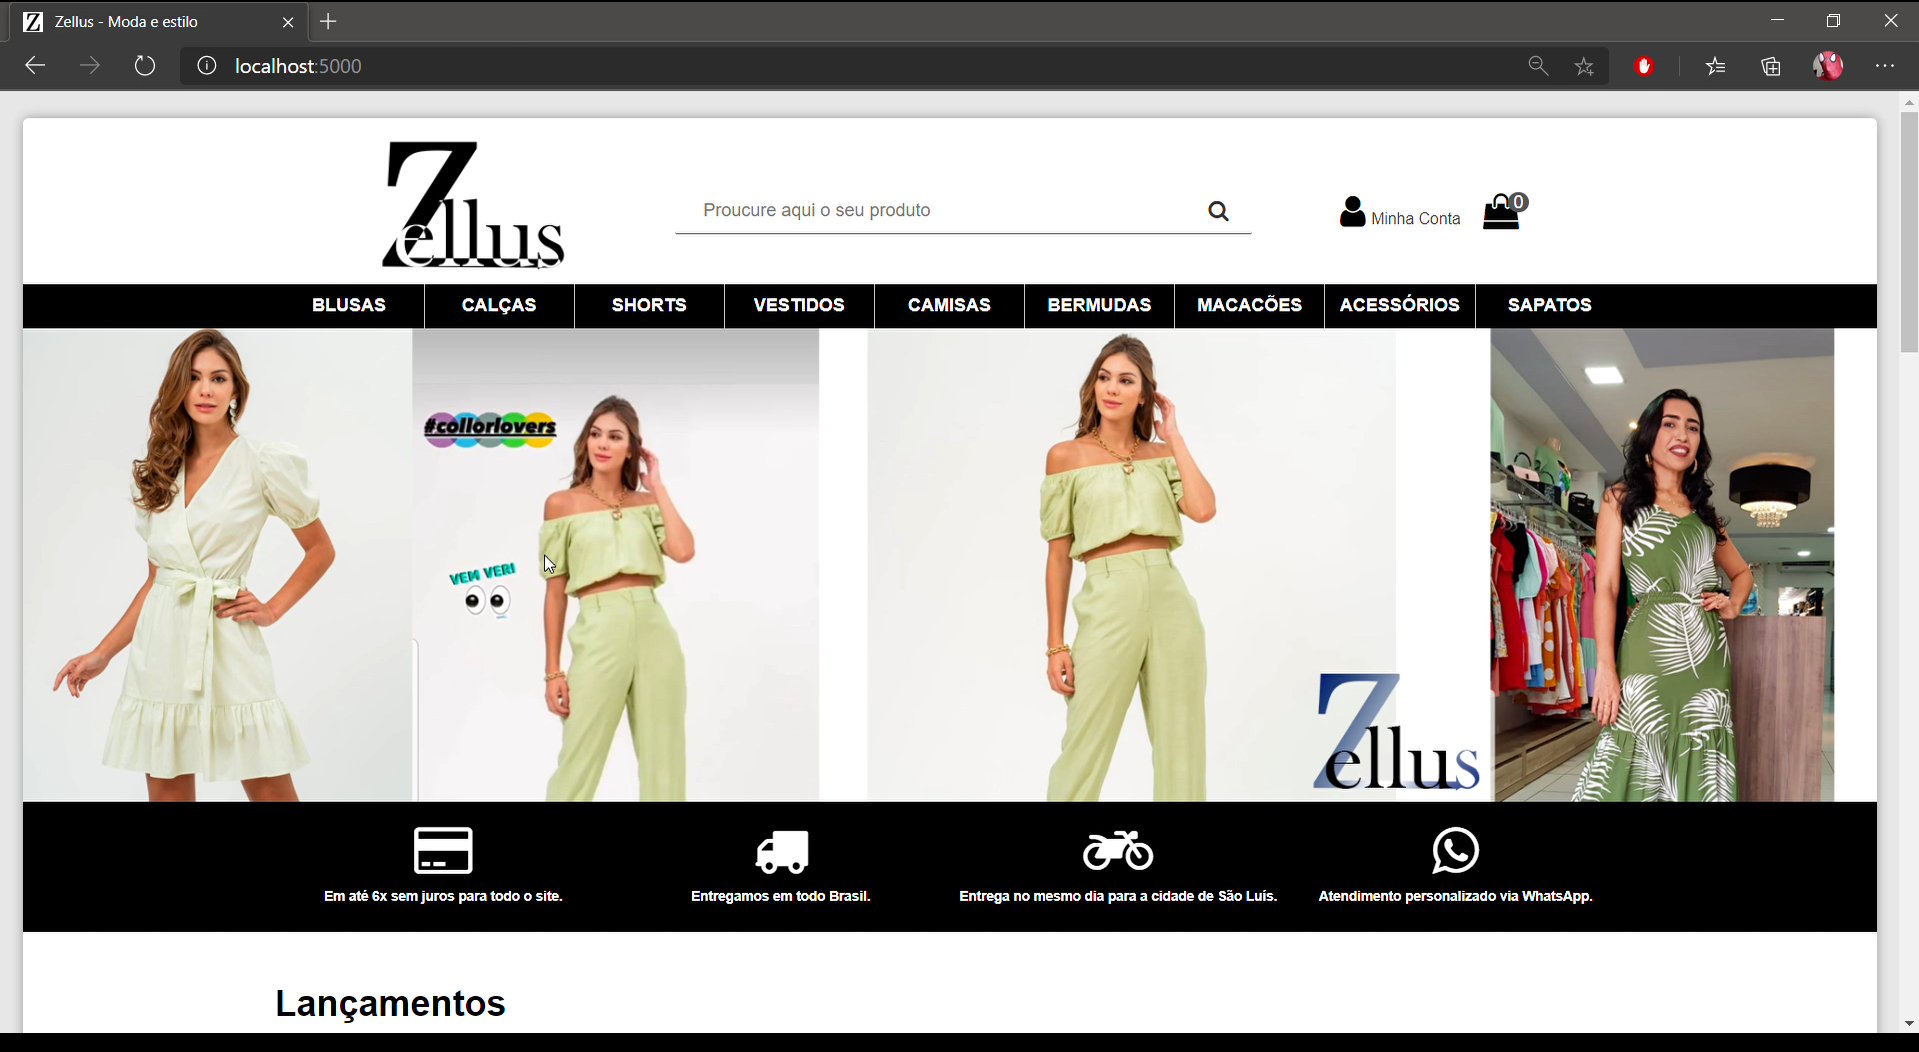 Zellus - Moda e estilo
localhost:5000
Zellus
Proucure aqui o seu produto
Minha Conta
0
BLUSAS CALÇAS SHORTS VESTIDOS CAMISAS BERMUDAS MACACÕES ACESSÓRIOS SAPATOS
#collorlovers
VEM VER!
Zellus
Em até 6x sem juros para todo o site. Entregamos em todo Brasil. Entrega no mesmo dia para a cidade de São Luís. Atendimento personalizado via WhatsApp.
Lançamentos